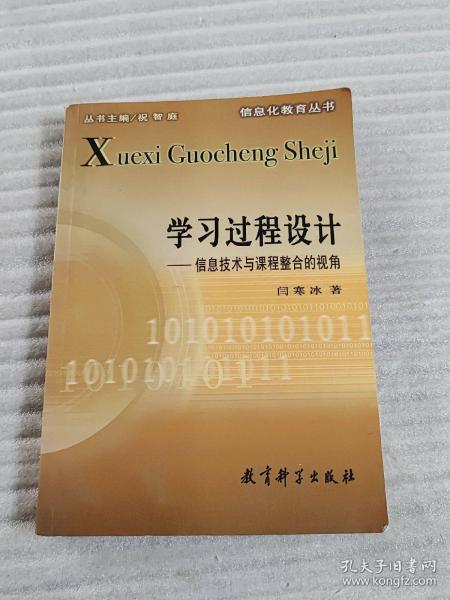 丛书主编/祝智庭
信息化教育丛书
Xuexi Guocheng Sheji
学习过程设计
——信息技术与课程整合的视角
闫寒冰 著
101010101011
教育科学出版社
孔夫子旧书网
www.kongfz.com